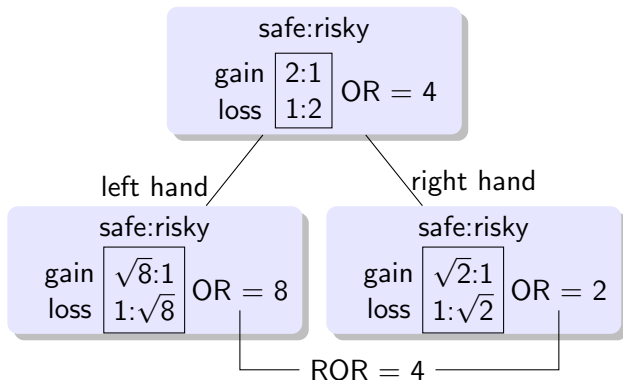 safe:risky
gain 2:1 OR = 4
loss 1:2
left hand
right hand
safe:risky
gain √8:1 OR = 8
loss 1:√8
safe:risky
gain √2:1 OR = 2
loss 1:√2
ROR = 4